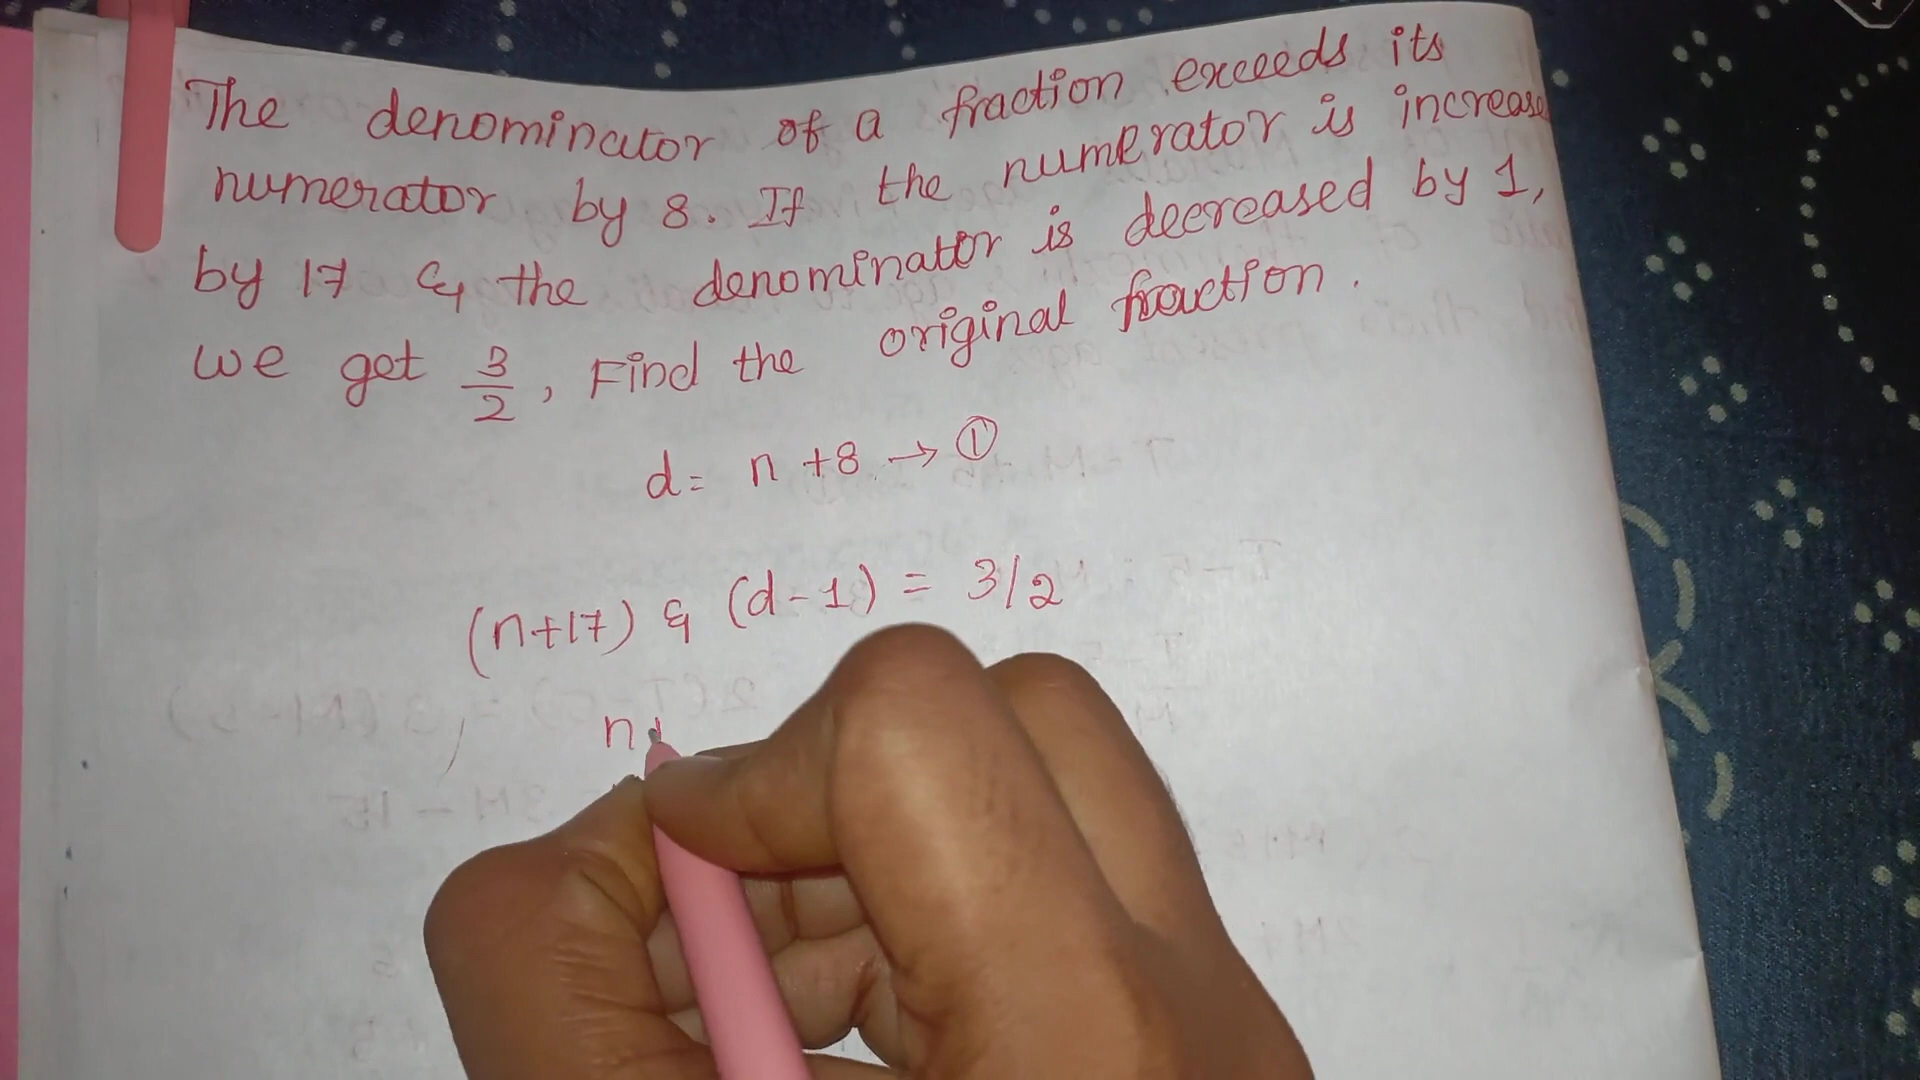 The denominator of a fraction exceeds its
numerator by 8. If the numerator is increase
by 17 & the denominator is decreased by 1,
we get 3/2, Find the original fraction.
d = n + 8 → ①
(n+17) & (d-1) = 3/2
n